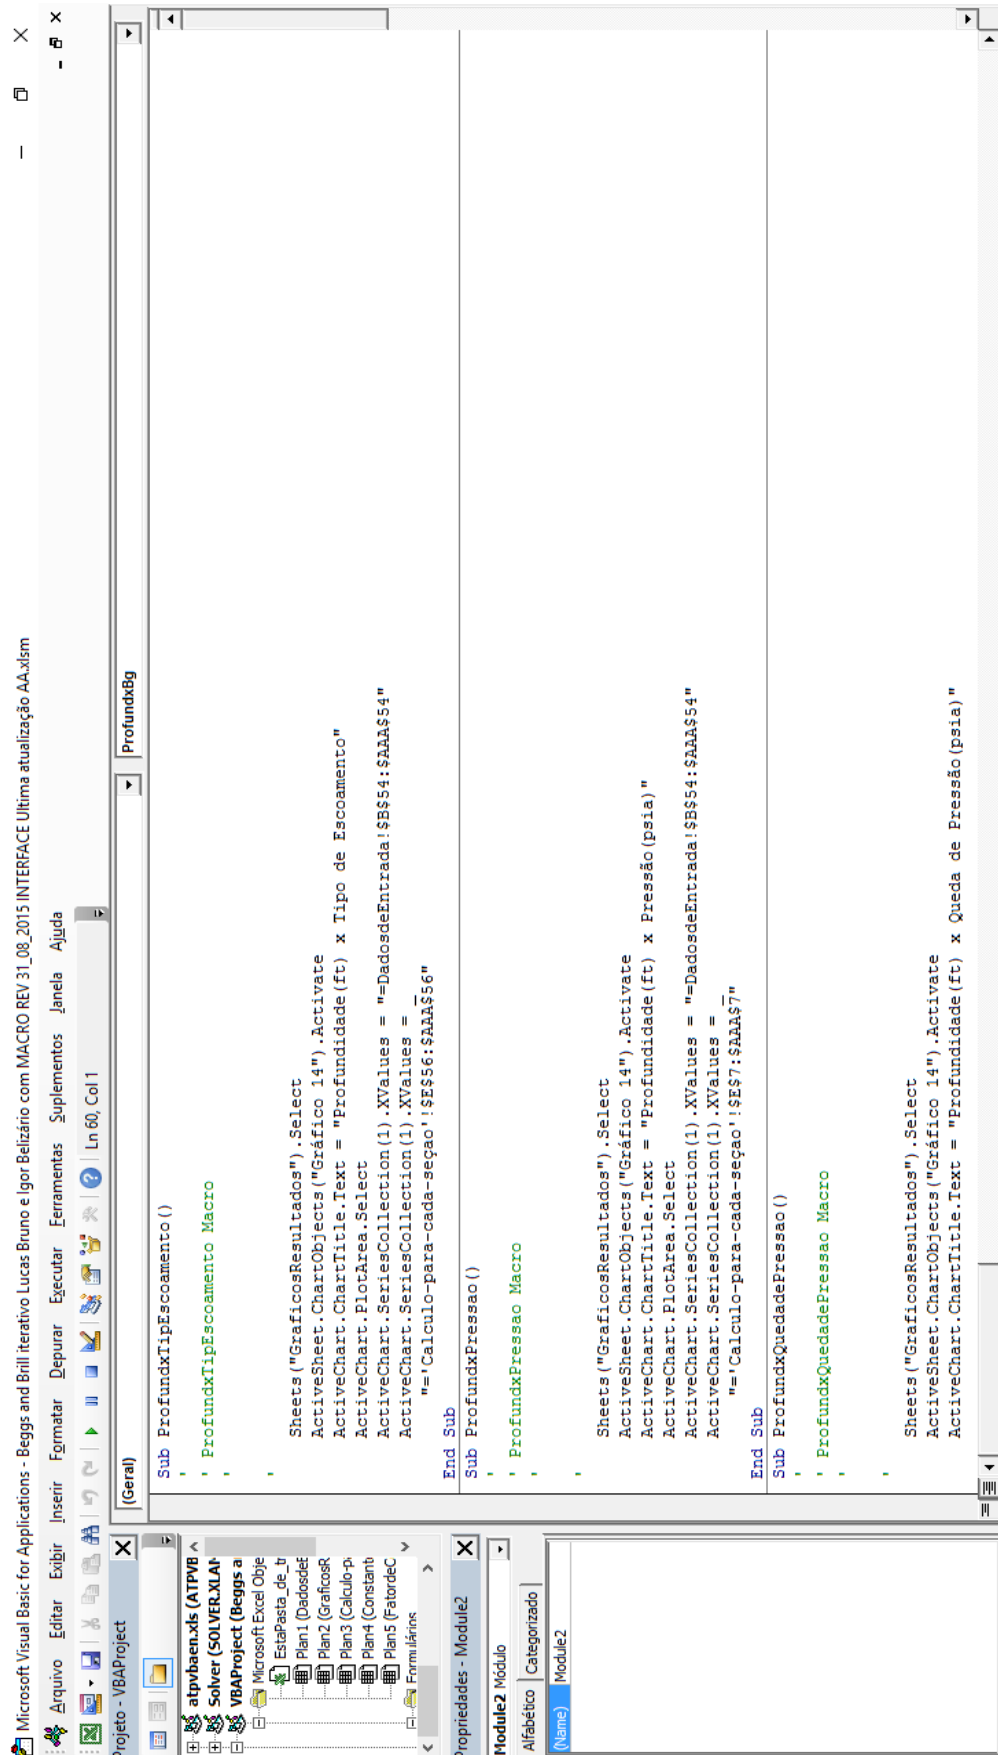 Microsoft Visual Basic for Applications - Beggs and Brill iterativo Lucas Bruno e Igor Belizário com MACRO REV 31_08_2015 INTERFACE Ultima atualização AA.xlsm
Arquivo Editar Exibir Inserir Formatar Depurar Executar Ferramentas Suplementos Janela Ajuda
Ln 60, Col 1
Projeto - VBAProject
atpvbaen.xls (ATPVB
Solver (SOLVER.XLAM
VBAProject (Beggs a
Microsoft Excel Obje
EstaPasta_de_tr
Plan1 (DadosdeE
Plan2 (GraficosR
Plan3 (Calculo-p
Plan4 (Constant
Plan5 (FatordeC
Formulários
Propriedades - Module2
Module2 Módulo
Alfabético Categorizado
(Name) Module2
(Geral) ProfundxBg
Sub ProfundxTipEscoamento()
'
' ProfundxTipEscoamento Macro
'
'
Sheets("GraficosResultados").Select
ActiveSheet.ChartObjects("Gráfico 14").Activate
ActiveChart.ChartTitle.Text = "Profundidade(ft) x Tipo de Escoamento"
ActiveChart.PlotArea.Select
ActiveChart.SeriesCollection(1).XValues = "=DadosdeEntrada!$B$54:$AAA$54"
ActiveChart.SeriesCollection(1).XValues = _
"='Calculo-para-cada-seçao'!$E$56:$AAA$56"
End Sub
Sub ProfundxPressao()
'
' ProfundxPressao Macro
'
'
Sheets("GraficosResultados").Select
ActiveSheet.ChartObjects("Gráfico 14").Activate
ActiveChart.ChartTitle.Text = "Profundidade(ft) x Pressão(psia)"
ActiveChart.PlotArea.Select
ActiveChart.SeriesCollection(1).XValues = "=DadosdeEntrada!$B$54:$AAA$54"
ActiveChart.SeriesCollection(1).XValues = _
"='Calculo-para-cada-seçao'!$E$7:$AAA$7"
End Sub
Sub ProfundxQuedadePressao()
'
' ProfundxQuedadePressao Macro
'
'
Sheets("GraficosResultados").Select
ActiveSheet.ChartObjects("Gráfico 14").Activate
ActiveChart.ChartTitle.Text = "Profundidade(ft) x Queda de Pressão(psia)"